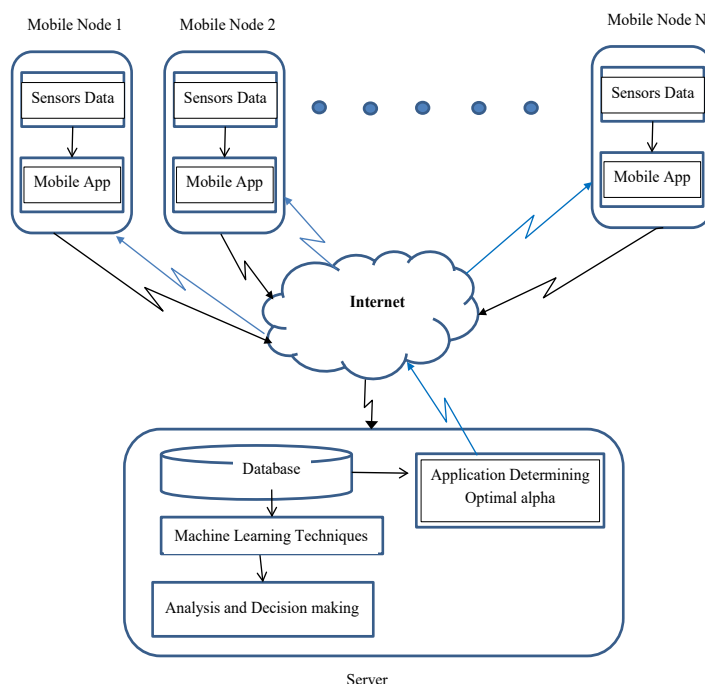 Mobile Node 1
Mobile Node 2
Mobile Node N
Sensors Data
Sensors Data
Sensors Data
Mobile App
Mobile App
Mobile App
Internet
Database
Application Determining
Optimal alpha
Machine Learning Techniques
Analysis and Decision making
Server